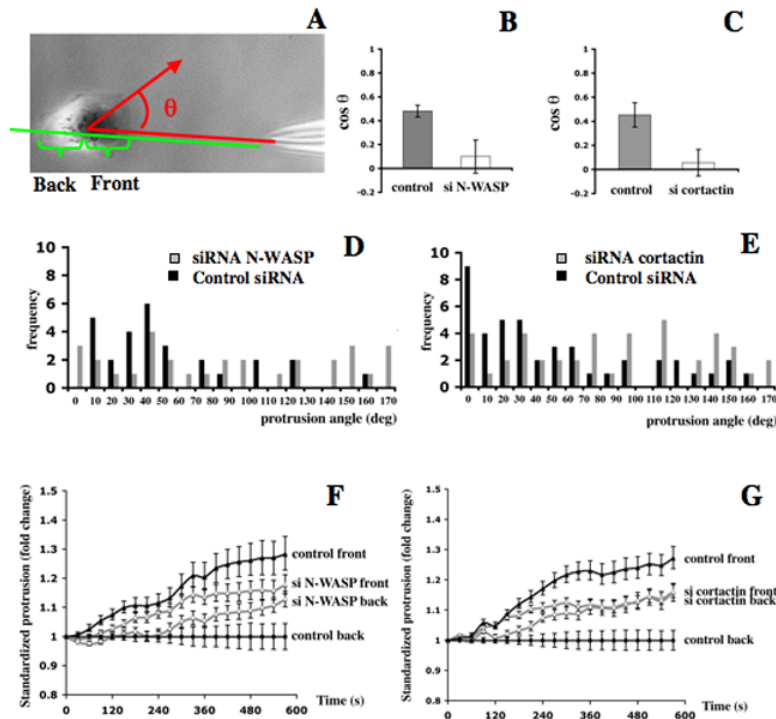 A
θ
Back Front
B
cos θ
1
0.8
0.6
0.4
0.2
0
-0.2
control si N-WASP
C
cos θ
1
0.8
0.6
0.4
0.2
0
-0.2
control si cortactin
D
siRNA N-WASP
Control siRNA
frequency
10
8
6
4
2
0
0 10 20 30 40 50 60 70 80 90 100 110 120 130 140 150 160 170
protrusion angle (deg)
E
siRNA cortactin
Control siRNA
frequency
10
8
6
4
2
0
0 10 20 30 40 50 60 70 80 90 100 110 120 130 140 150 160 170
protrusion angle (deg)
F
Standardized protrusion (fold change)
1.5
1.4
1.3
1.2
1.1
1
0.9
0.8
control front
si N-WASP front
si N-WASP back
control back
Time (s)
0 120 240 360 480 600
G
Standardized protrusion (fold change)
1.5
1.4
1.3
1.2
1.1
1
0.9
0.8
control front
si cortactin front
si cortactin back
control back
Time (s)
0 120 240 360 480 600